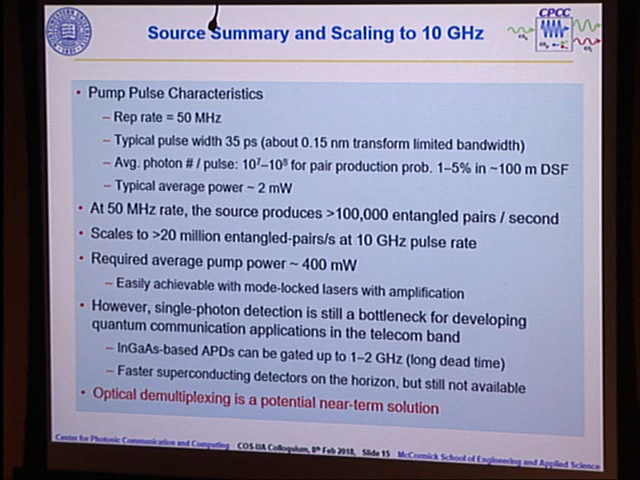 CPCC
Source Summary and Scaling to 10 GHz
• Pump Pulse Characteristics
– Rep rate = 50 MHz
– Typical pulse width 35 ps (about 0.15 nm transform limited bandwidth)
– Avg. photon # / pulse: 10⁷–10⁸ for pair production prob. 1–5% in ~100 m DSF
– Typical average power ~ 2 mW
• At 50 MHz rate, the source produces >100,000 entangled pairs / second
• Scales to >20 million entangled-pairs/s at 10 GHz pulse rate
• Required average pump power ~ 400 mW
– Easily achievable with mode-locked lasers with amplification
• However, single-photon detection is still a bottleneck for developing
quantum communication applications in the telecom band
– InGaAs-based APDs can be gated up to 1–2 GHz (long dead time)
– Faster superconducting detectors on the horizon, but still not available
• Optical demultiplexing is a potential near-term solution
Center for Photonic Communication and Computing COS-UA Colloquium, 8th Feb 2018, Slide 15 McCormick School of Engineering and Applied Science